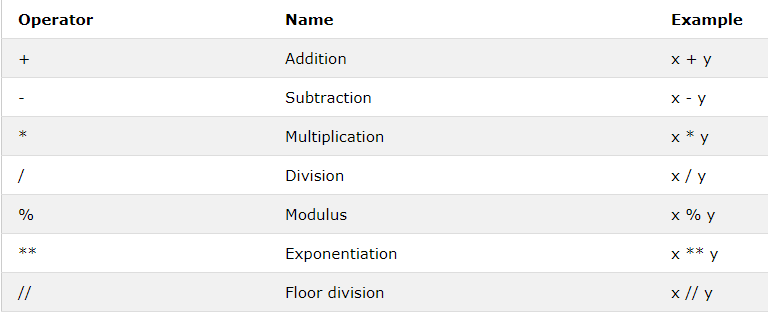 Operator Name Example
+ Addition x + y
- Subtraction x - y
* Multiplication x * y
/ Division x / y
% Modulus x % y
** Exponentiation x ** y
// Floor division x // y